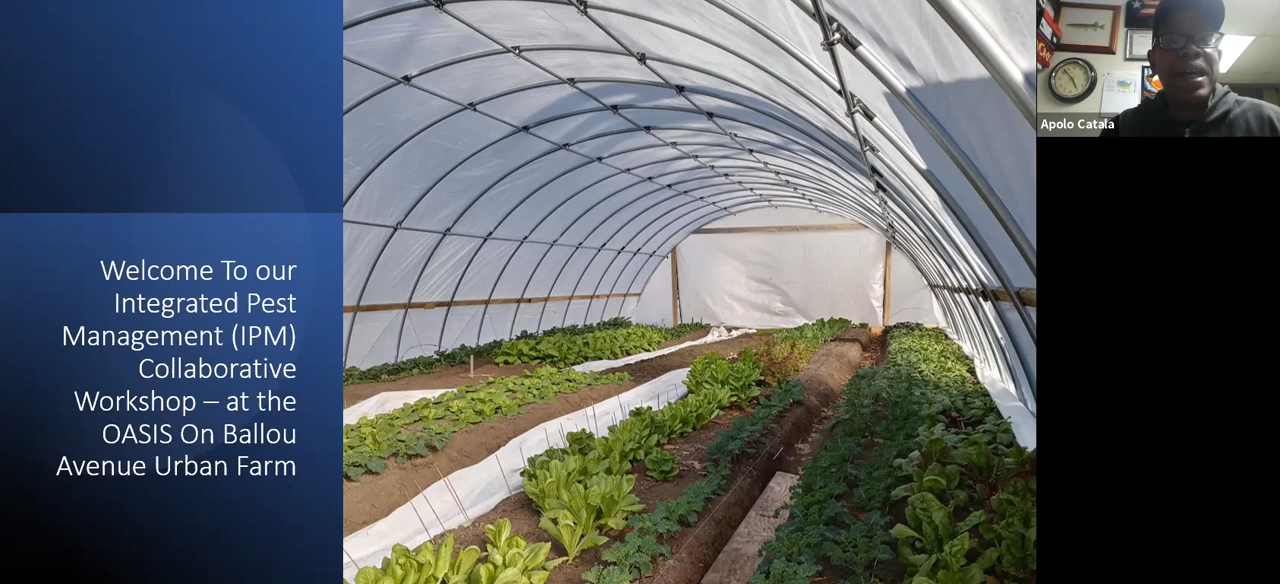 Welcome To our
Integrated Pest
Management (IPM)
Collaborative
Workshop – at the
OASIS On Ballou
Avenue Urban Farm
Apolo Catala